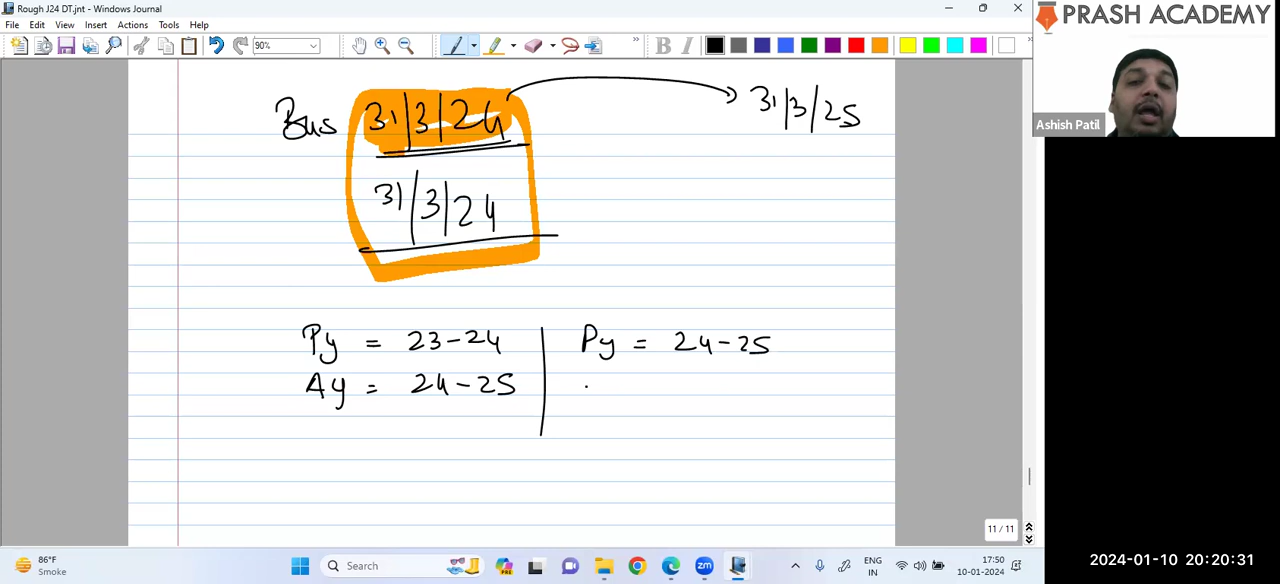 Rough J24 DT.jnt - Windows Journal
File Edit View Insert Actions Tools Help
90%
B I
PRASH ACADEMY
Ashish Patil
Bus 31/3/24 31/3/25
31/3/24
Py = 23-24 Py = 24-25
Ay = 24-25
11 / 11
86°F
Smoke
Search
zm
ENG
IN
17:50
10-01-2024
2024-01-10 20:20:31